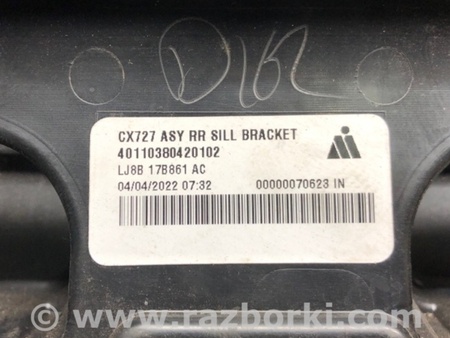 D162
CX727 ASY RR SILL BRACKET
40110380420102
LJ8B 17B861 AC
04/04/2022 07:32 00000070623 IN
www.razborki.com